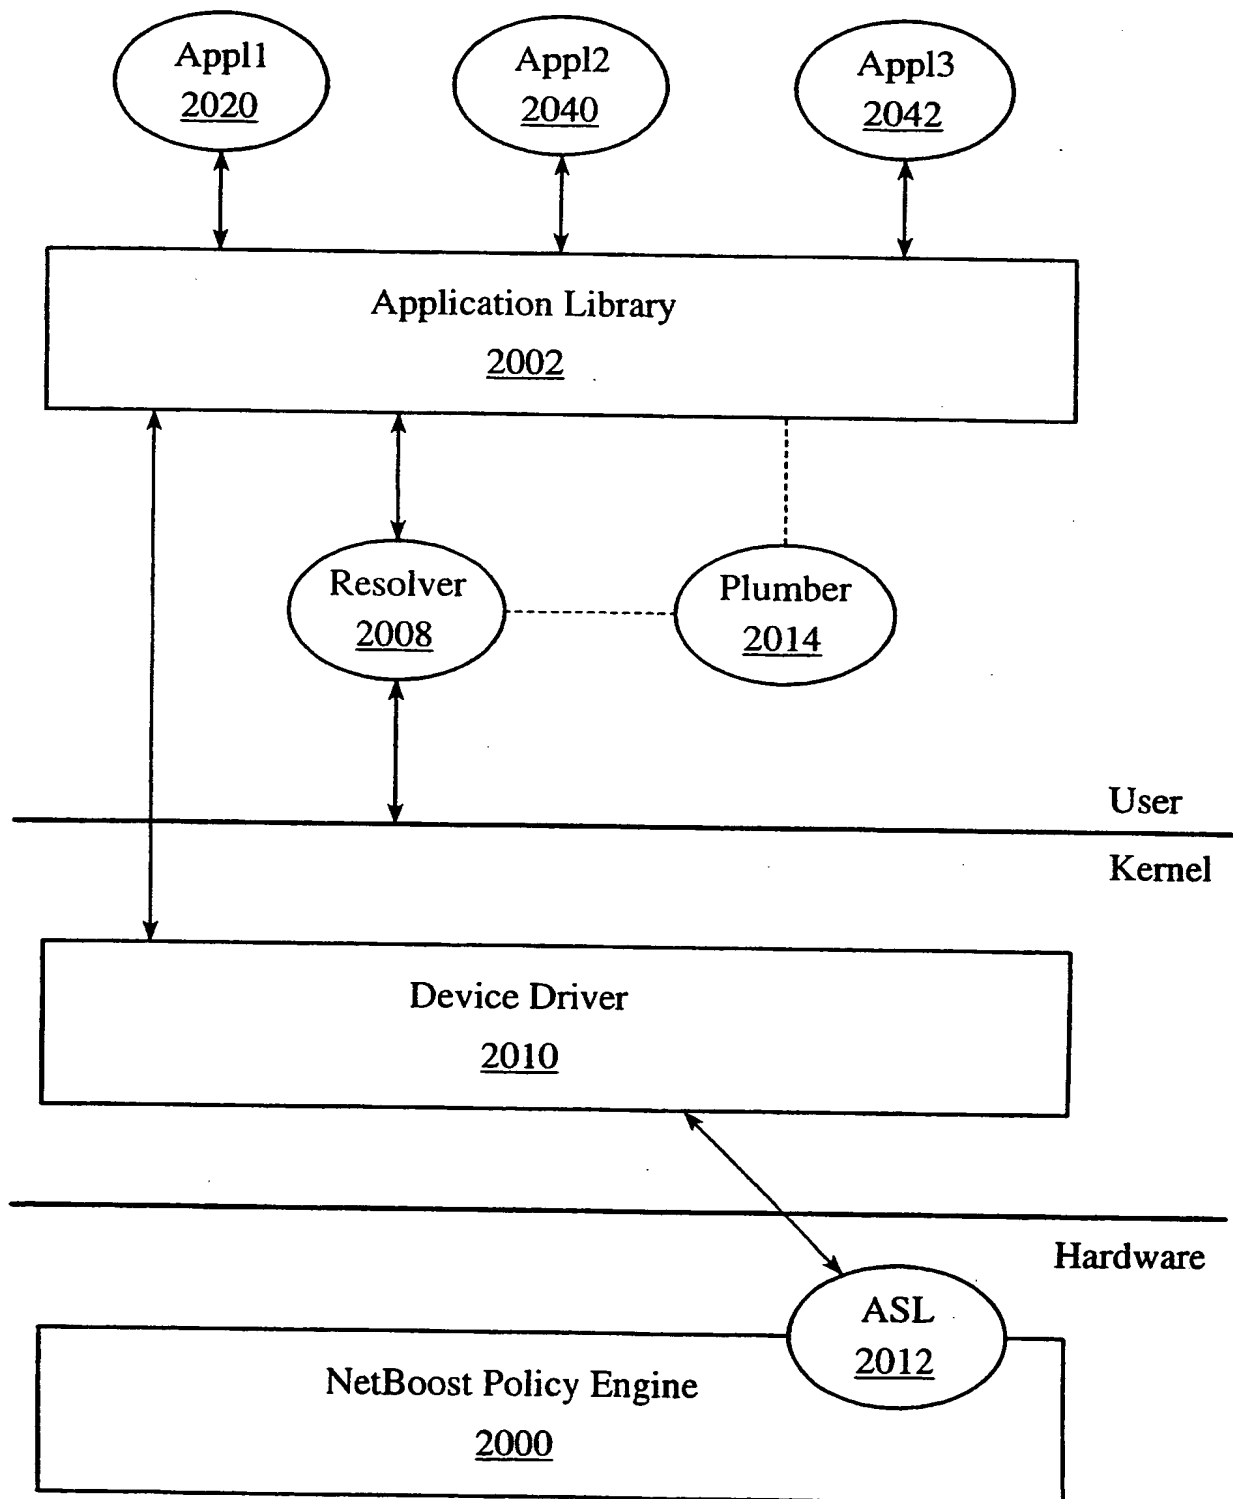 Appl1
2020
Appl2
2040
Appl3
2042
Application Library
2002
Resolver
2008
Plumber
2014
User
Kernel
Device Driver
2010
Hardware
ASL
2012
NetBoost Policy Engine
2000